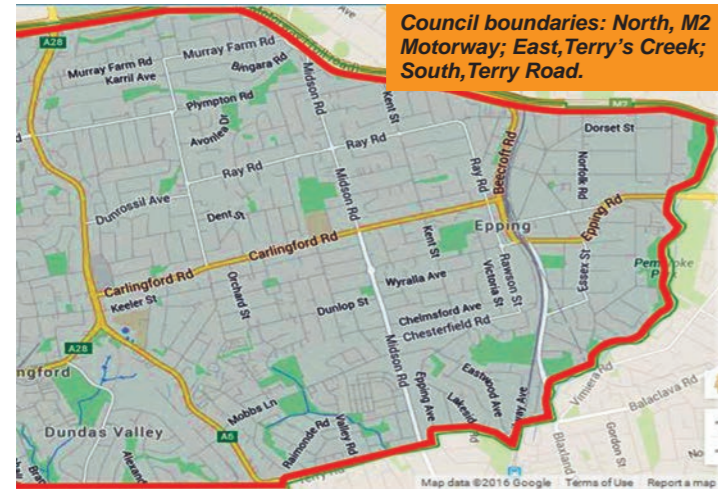 Council boundaries: North, M2
Motorway; East,Terry's Creek;
South,Terry Road.
A28
Ave
Murray Farm Rd
Murray Farm Rd
Karril Ave
Bingara Rd
Midson Rd
Kent St
M2
Dorset St
Plympton Rd
Avonlea Dr
Ray Rd
Ray Rd
Ray Rd
Beecroft Rd
Norfolk Rd
Dunrossil Ave
Dent St
Midson Rd
Epping
Epping Rd
Carlingford Rd
Carlingford Rd
Kent St
Rawson St
Essex St
Keeler St
Orchard St
Wyralla Ave
Victoria St
Dunlop St
Chelmsford Ave
Chesterfield Rd
A28
Midson Rd
Epping Ave
Eastwood Ave
Vimiera Rd
Balaclava Rd
Mobbs Ln
A6
Dundas Valley
Raimonde Rd
Valley Rd
Blaxland
Gordon St
No
Terry Rd
Map data ©2016 Google
Terms of Use
Report a map